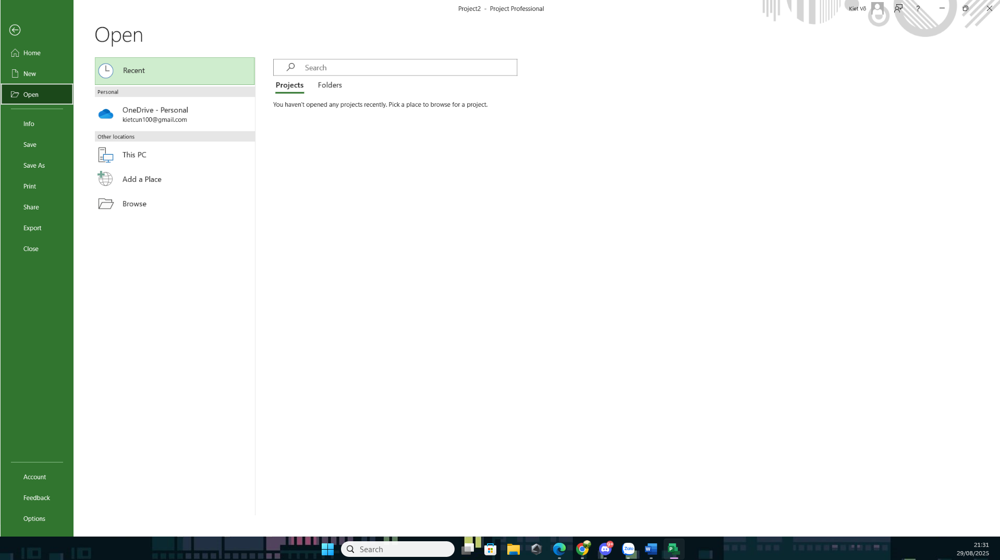 Project2 - Project Professional
Kiet Võ
?
Open
Home
New
Open
Info
Save
Save As
Print
Share
Export
Close
Account
Feedback
Options
Recent
Personal
OneDrive - Personal
kietcun100@gmail.com
Other locations
This PC
Add a Place
Browse
Search
Projects Folders
You haven't opened any projects recently. Pick a place to browse for a project.
Search
9+
Zalo
W
P
21:31
29/08/2025